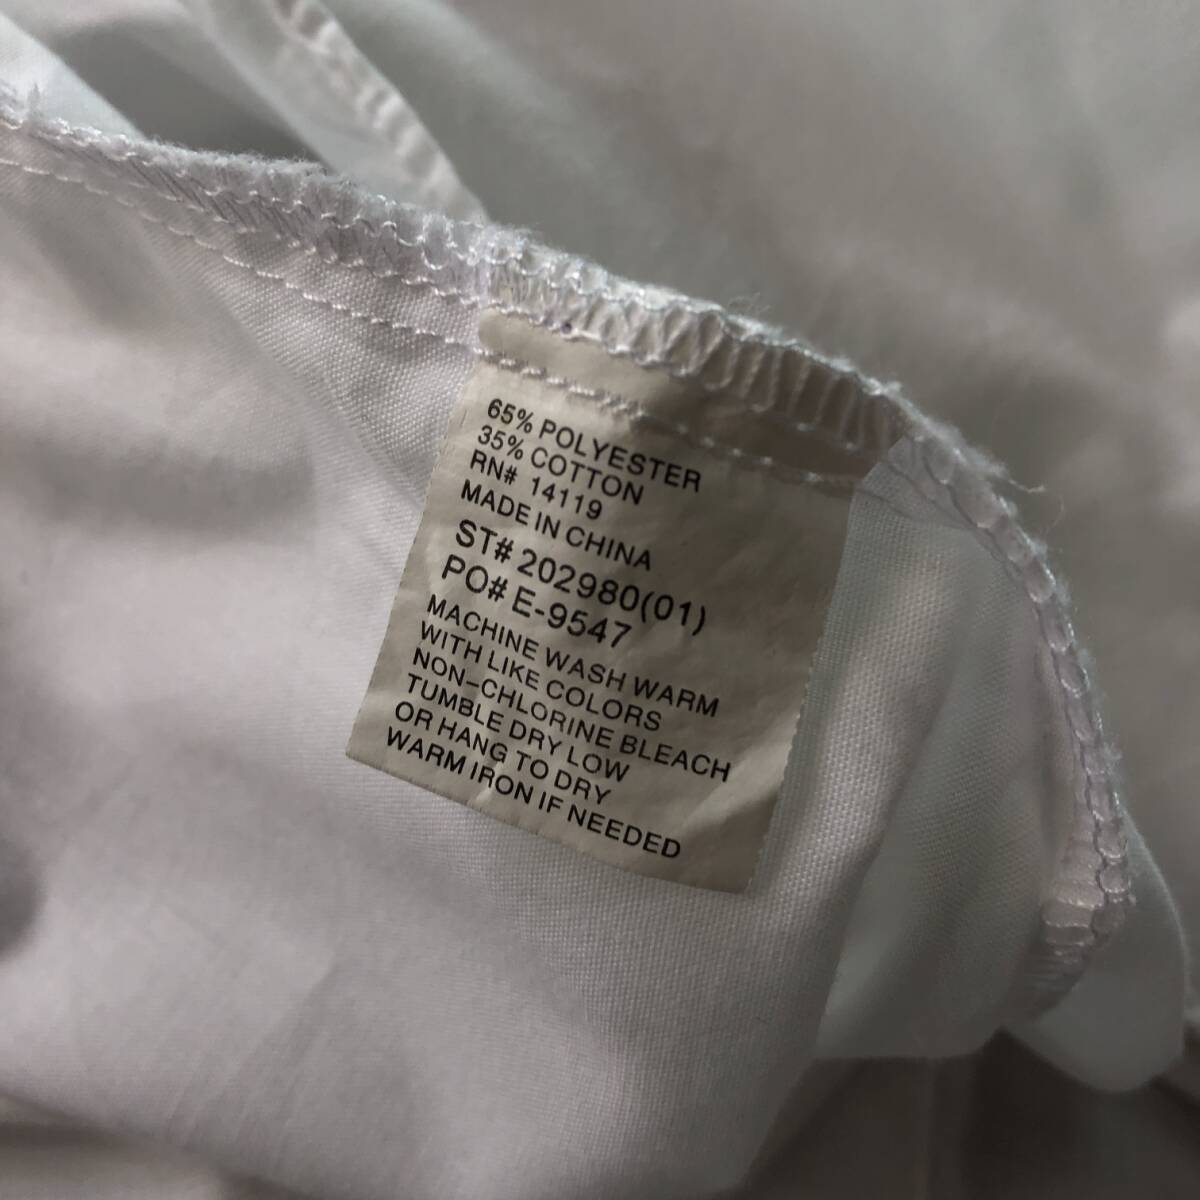 65% POLYESTER
35% COTTON
RN# 14119
MADE IN CHINA
ST# 202980(01)
PO# E-9547
MACHINE WASH WARM
WITH LIKE COLORS
NON-CHLORINE BLEACH
TUMBLE DRY LOW
OR HANG TO DRY
WARM IRON IF NEEDED